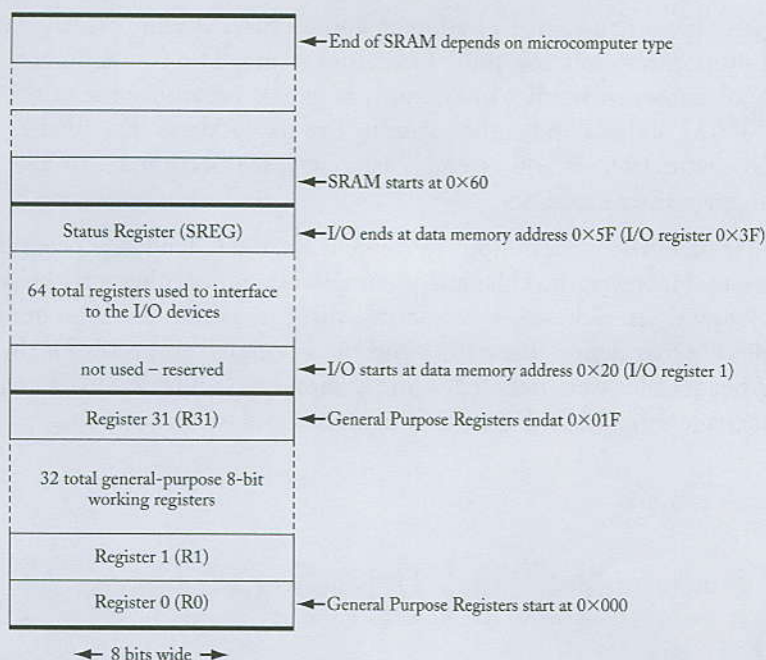 ←End of SRAM depends on microcomputer type
←SRAM starts at 0×60
Status Register (SREG)
←I/O ends at data memory address 0×5F (I/O register 0×3F)
64 total registers used to interface
to the I/O devices
not used – reserved
←I/O starts at data memory address 0×20 (I/O register 1)
Register 31 (R31)
←General Purpose Registers endat 0×01F
32 total general-purpose 8-bit
working registers
Register 1 (R1)
Register 0 (R0)
←General Purpose Registers start at 0×000
← 8 bits wide →